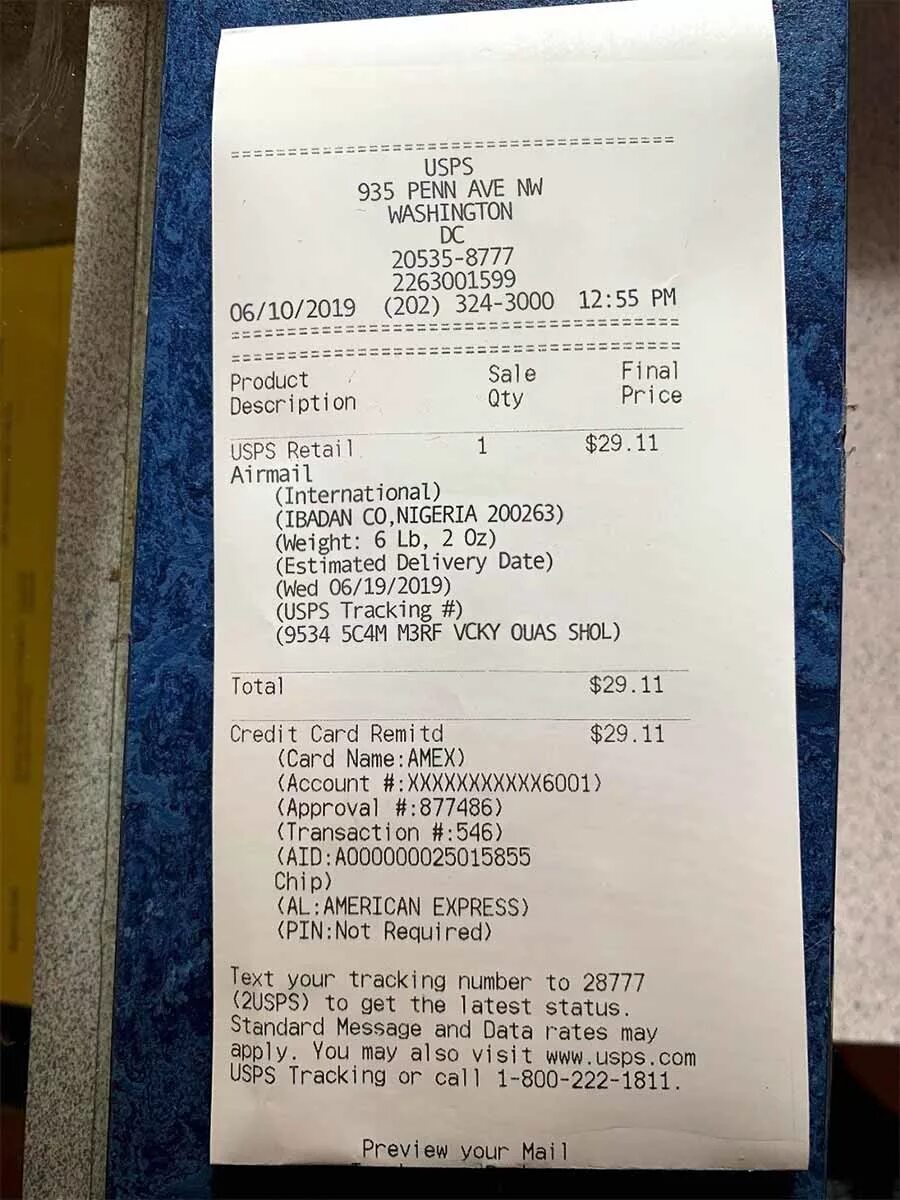 ====================================
USPS
935 PENN AVE NW
WASHINGTON
DC
20535-8777
2263001599
06/10/2019 (202) 324-3000 12:55 PM
====================================
====================================
Product Sale Final
Description Qty Price
USPS Retail 1 $29.11
Airmail
(International)
(IBADAN CO,NIGERIA 200263)
(Weight: 6 Lb, 2 Oz)
(Estimated Delivery Date)
(Wed 06/19/2019)
(USPS Tracking #)
(9534 5C4M M3RF VCKY OUAS SHOL)
Total $29.11
Credit Card Remitd $29.11
(Card Name:AMEX)
(Account #:XXXXXXXXXXX6001)
(Approval #:877486)
(Transaction #:546)
(AID:A000000025015855
Chip)
(AL:AMERICAN EXPRESS)
(PIN:Not Required)
Text your tracking number to 28777
(2USPS) to get the latest status.
Standard Message and Data rates may
apply. You may also visit www.usps.com
USPS Tracking or call 1-800-222-1811.
Preview your Mail